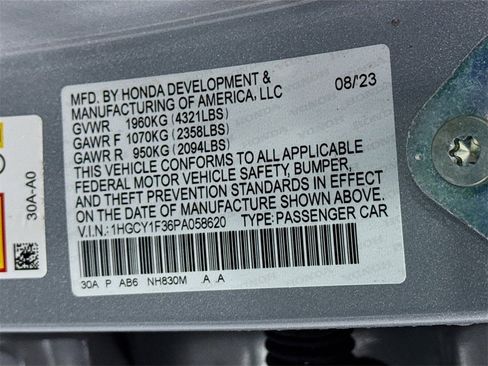 MFD. BY HONDA DEVELOPMENT &
MANUFACTURING OF AMERICA, LLC
08/'23
GVWR 1960KG (4321LBS)
GAWR F 1070KG (2358LBS)
GAWR R 950KG (2094LBS)
THIS VEHICLE CONFORMS TO ALL APPLICABLE
FEDERAL MOTOR VEHICLE SAFETY, BUMPER,
AND THEFT PREVENTION STANDARDS IN EFFECT
ON THE DATE OF MANUFACTURE SHOWN ABOVE.
V.I.N.: 1HGCY1F36PA058620 TYPE: PASSENGER CAR
30A P AB6 NH830M A A
30A-A0